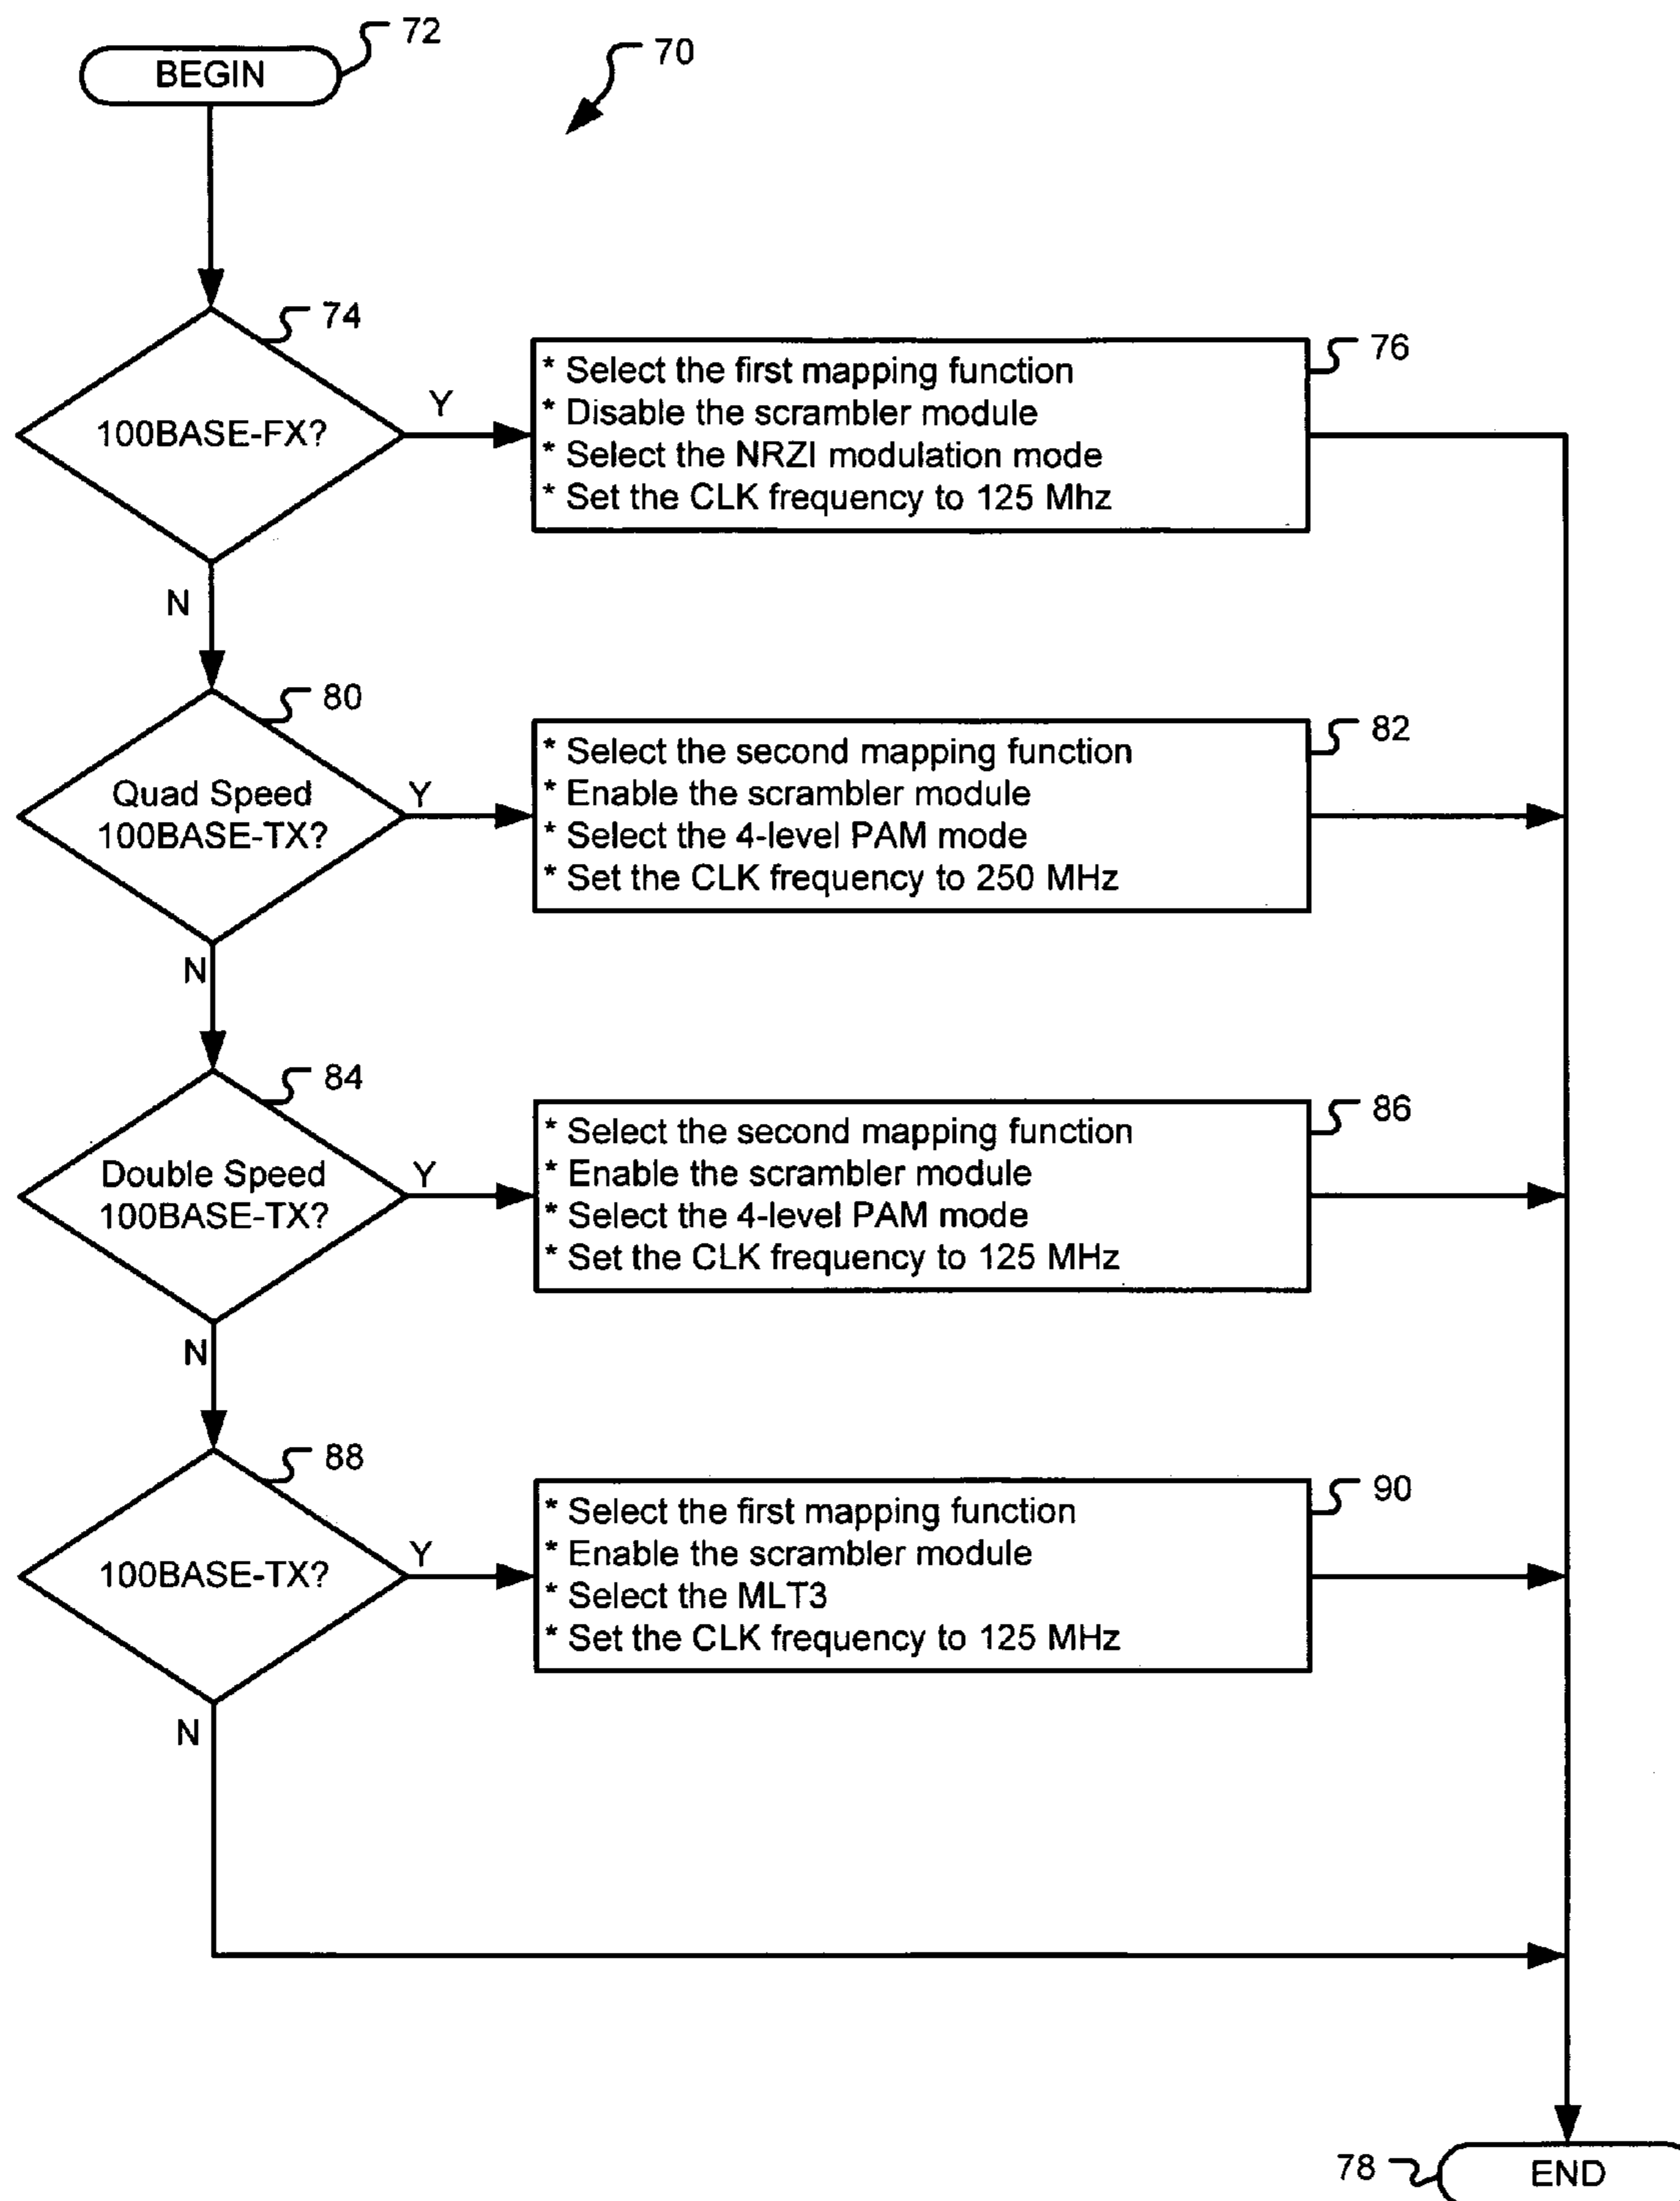 BEGIN
72
70
74
100BASE-FX?
Y
76
* Select the first mapping function
* Disable the scrambler module
* Select the NRZI modulation mode
* Set the CLK frequency to 125 Mhz
N
80
Quad Speed
100BASE-TX?
Y
82
* Select the second mapping function
* Enable the scrambler module
* Select the 4-level PAM mode
* Set the CLK frequency to 250 MHz
N
84
Double Speed
100BASE-TX?
Y
86
* Select the second mapping function
* Enable the scrambler module
* Select the 4-level PAM mode
* Set the CLK frequency to 125 MHz
N
88
100BASE-TX?
Y
90
* Select the first mapping function
* Enable the scrambler module
* Select the MLT3
* Set the CLK frequency to 125 MHz
N
78
END